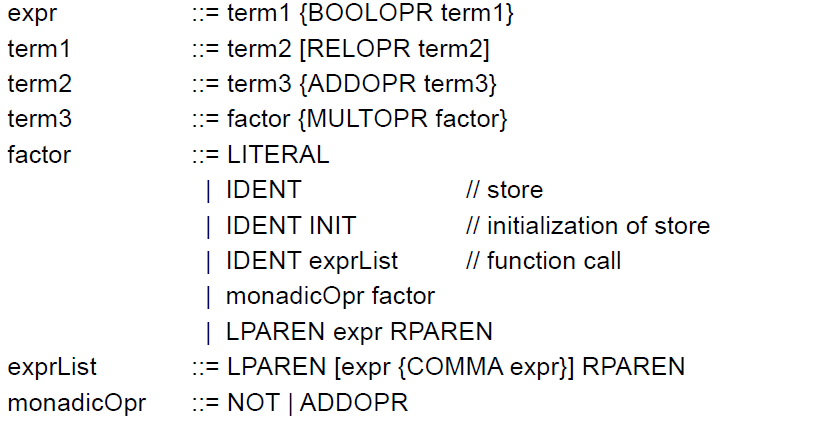 expr ::= term1 {BOOLOPR term1}
term1 ::= term2 [RELOPR term2]
term2 ::= term3 {ADDOPR term3}
term3 ::= factor {MULTOPR factor}
factor ::= LITERAL
| IDENT // store
| IDENT INIT // initialization of store
| IDENT exprList // function call
| monadicOpr factor
| LPAREN expr RPAREN
exprList ::= LPAREN [expr {COMMA expr}] RPAREN
monadicOpr ::= NOT | ADDOPR